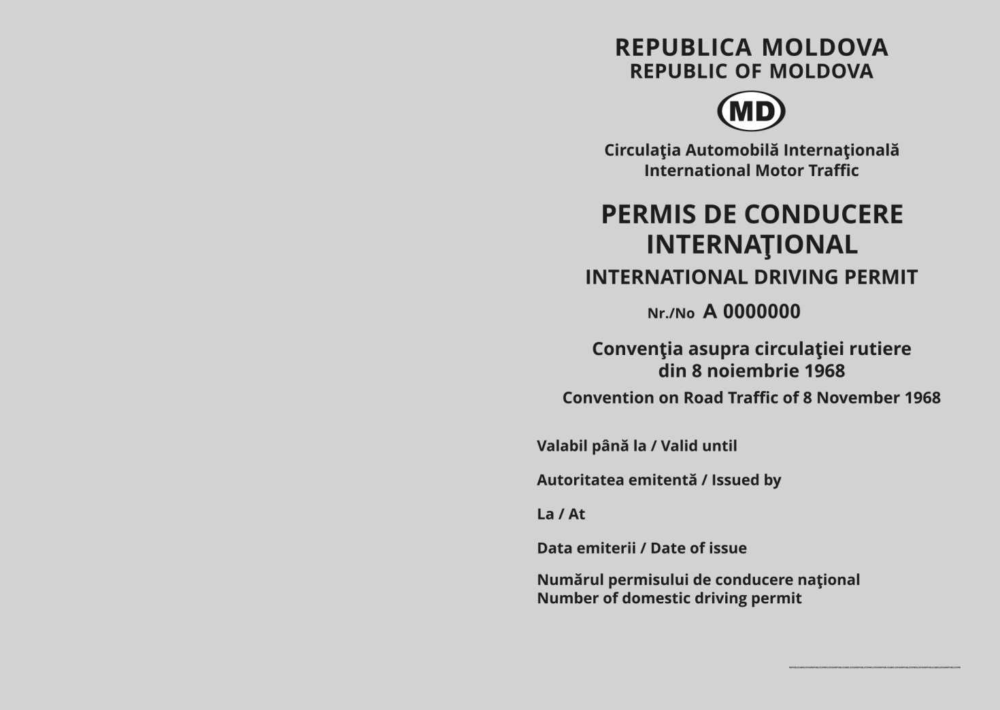 REPUBLICA MOLDOVA
REPUBLIC OF MOLDOVA
MD
Circulaţia Automobilă Internaţională
International Motor Traffic
PERMIS DE CONDUCERE
INTERNAŢIONAL
INTERNATIONAL DRIVING PERMIT
Nr./No A 0000000
Convenţia asupra circulaţiei rutiere
din 8 noiembrie 1968
Convention on Road Traffic of 8 November 1968
Valabil până la / Valid until
Autoritatea emitentă / Issued by
La / At
Data emiterii / Date of issue
Numărul permisului de conducere naţional
Number of domestic driving permit